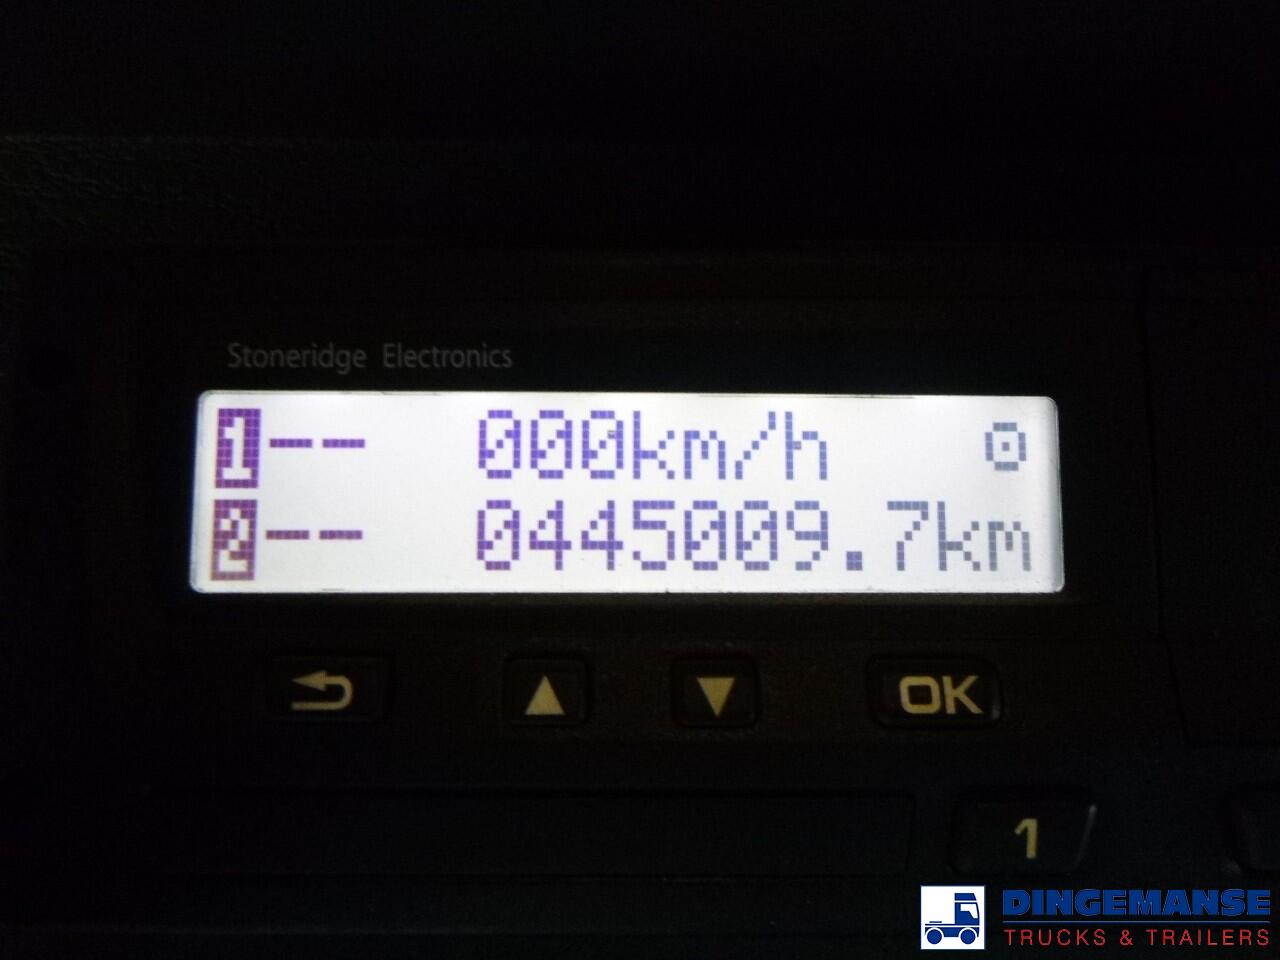 Stoneridge Electronics
1-- 000km/h
2-- 0445009.7km
OK
1
DINGEMANSE
TRUCKS & TRAILERS